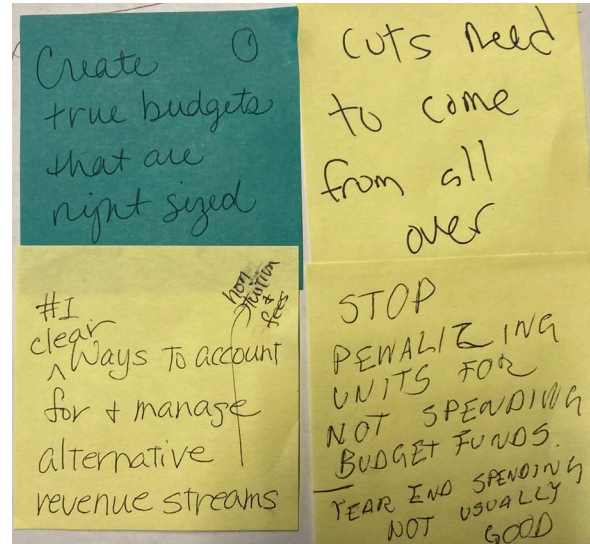 Create O
true budgets
that are
right sized
cuts need
to come
from all
over
#1
clear
^ Ways To account
for + manage
alternative
revenue streams
non
tuition
+
fees
STOP
PENALIZING
UNITS FOR
NOT SPENDING
BUDGET FUNDS.
YEAR END SPENDING
NOT USUALLY
GOOD